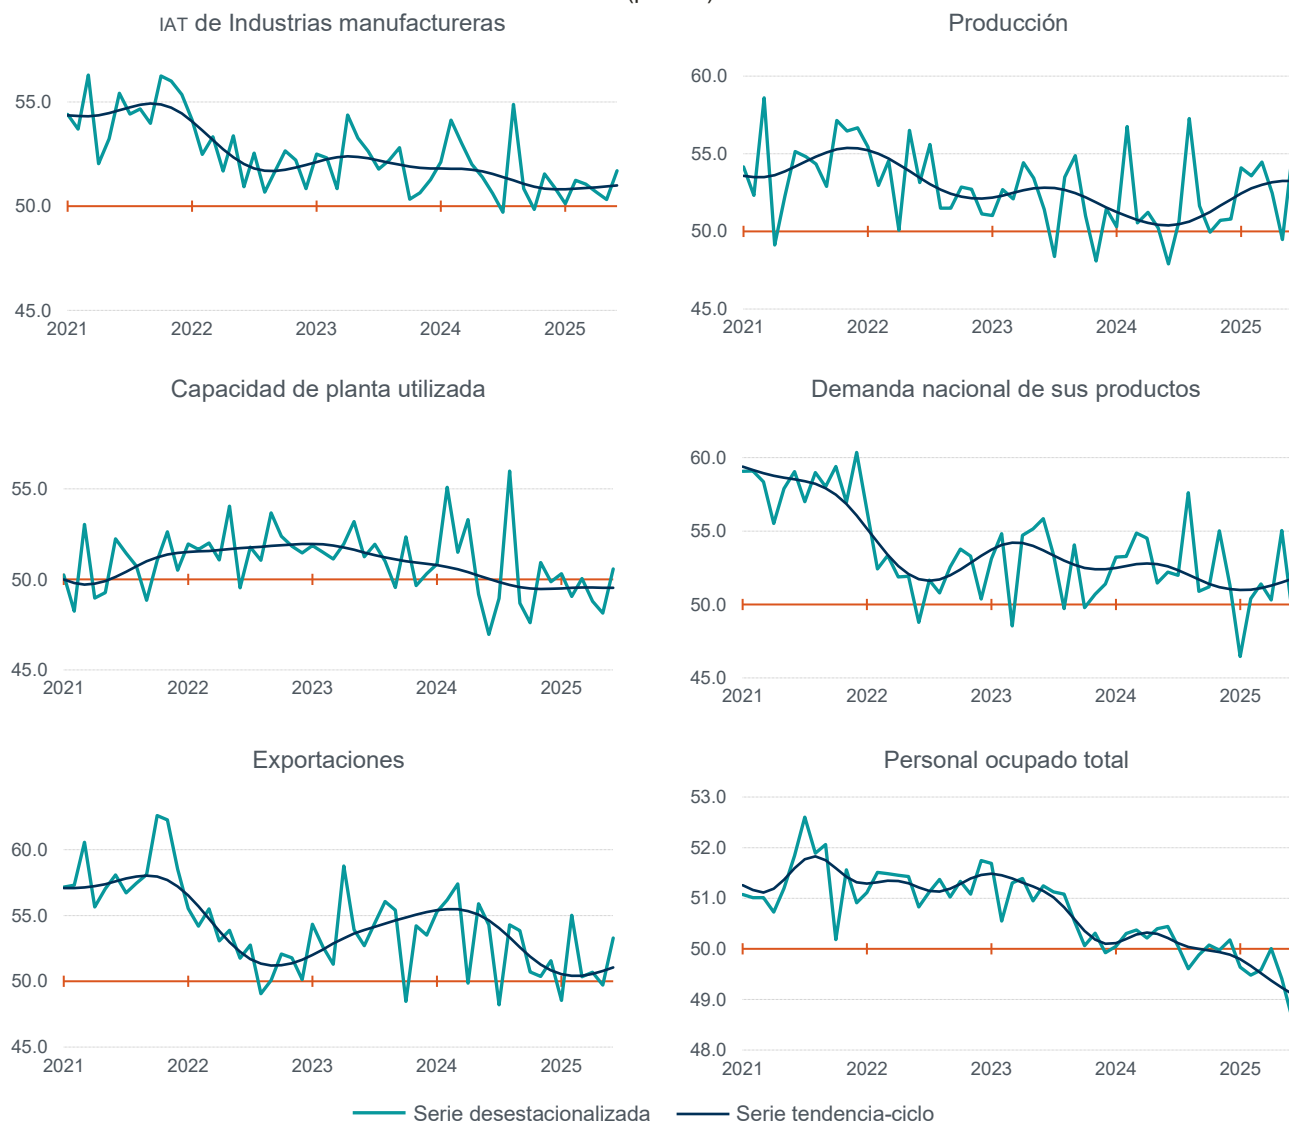 IAT de Industrias manufactureras
Producción
55.0
50.0
45.0
2021 2022 2023 2024 2025
60.0
55.0
50.0
45.0
2021 2022 2023 2024 2025
Capacidad de planta utilizada
Demanda nacional de sus productos
55.0
50.0
45.0
2021 2022 2023 2024 2025
60.0
55.0
50.0
45.0
2021 2022 2023 2024 2025
Exportaciones
Personal ocupado total
60.0
55.0
50.0
45.0
2021 2022 2023 2024 2025
53.0
52.0
51.0
50.0
49.0
48.0
2021 2022 2023 2024 2025
Serie desestacionalizada Serie tendencia-ciclo